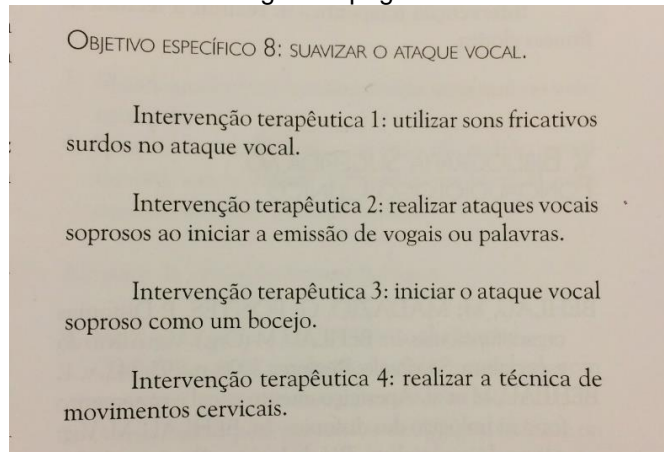 OBJETIVO ESPECÍFICO 8: SUAVIZAR O ATAQUE VOCAL.
Intervenção terapêutica 1: utilizar sons fricativos
surdos no ataque vocal.
Intervenção terapêutica 2: realizar ataques vocais
soprosos ao iniciar a emissão de vogais ou palavras.
Intervenção terapêutica 3: iniciar o ataque vocal
soproso como um bocejo.
Intervenção terapêutica 4: realizar a técnica de
movimentos cervicais.